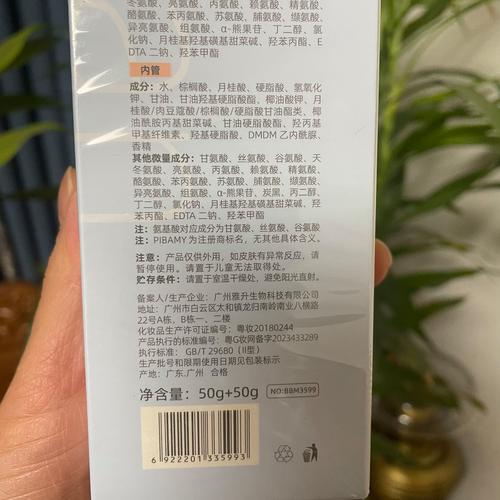 冬氨酸、亮氨酸、丙氨酸、赖氨酸、精氨酸、
酪氨酸、苯丙氨酸、苏氨酸、脯氨酸、缬氨酸、
异亮氨酸、组氨酸、α-熊果苷、丁二醇、氯
化钠、月桂基羟基磺基甜菜碱、羟苯丙酯、E
DTA 二钠、羟苯甲酯
内管
成分：水、棕榈酸、月桂酸、硬脂酸、氢氧化
钾、甘油、甘油羟基硬脂酸酯、椰油酸钾、月
桂酸/肉豆蔻酸/棕榈酸/硬脂酸甘油酯类、椰
油酰胺丙基甜菜碱、甘油硬脂酸酯、羟丙基
甲基纤维素、羟基硬脂酸、DMDM 乙内酰脲、
香精
其他微量成分：甘氨酸、丝氨酸、谷氨酸、天
冬氨酸、亮氨酸、丙氨酸、赖氨酸、精氨酸、
酪氨酸、苯丙氨酸、苏氨酸、脯氨酸、缬氨酸、
异亮氨酸、组氨酸、α-熊果苷、炭黑、丙二醇、
丁二醇、氯化钠、月桂基羟基磺基甜菜碱、羟
苯丙酯、EDTA 二钠、羟苯甲酯
注：氨基酸对应成分为甘氨酸、丝氨酸、谷氨酸
注：PIBAMY 为注册商标名，无其他具体含义。
注意：产品仅供外用，如皮肤有异常反应，请
暂停使用。请置于儿童无法取得处。
贮存条件：请置于室温干燥处、避免阳光直射。
备案人/生产企业：广州雅升生物科技有限公司
地址：广州市白云区太和镇龙归南岭南业八横路
22号A栋，B栋一、二楼
化妆品生产许可证编号：粤妆20180244
产品执行的标准编号：粤G妆网备字2023433289
执行标准：GB/T 29680（II型）
生产批号和限期使用日期见包装标示
产地：广东.广州 合格
净含量：50g+50g NO:BBM3599
6 922201 335993